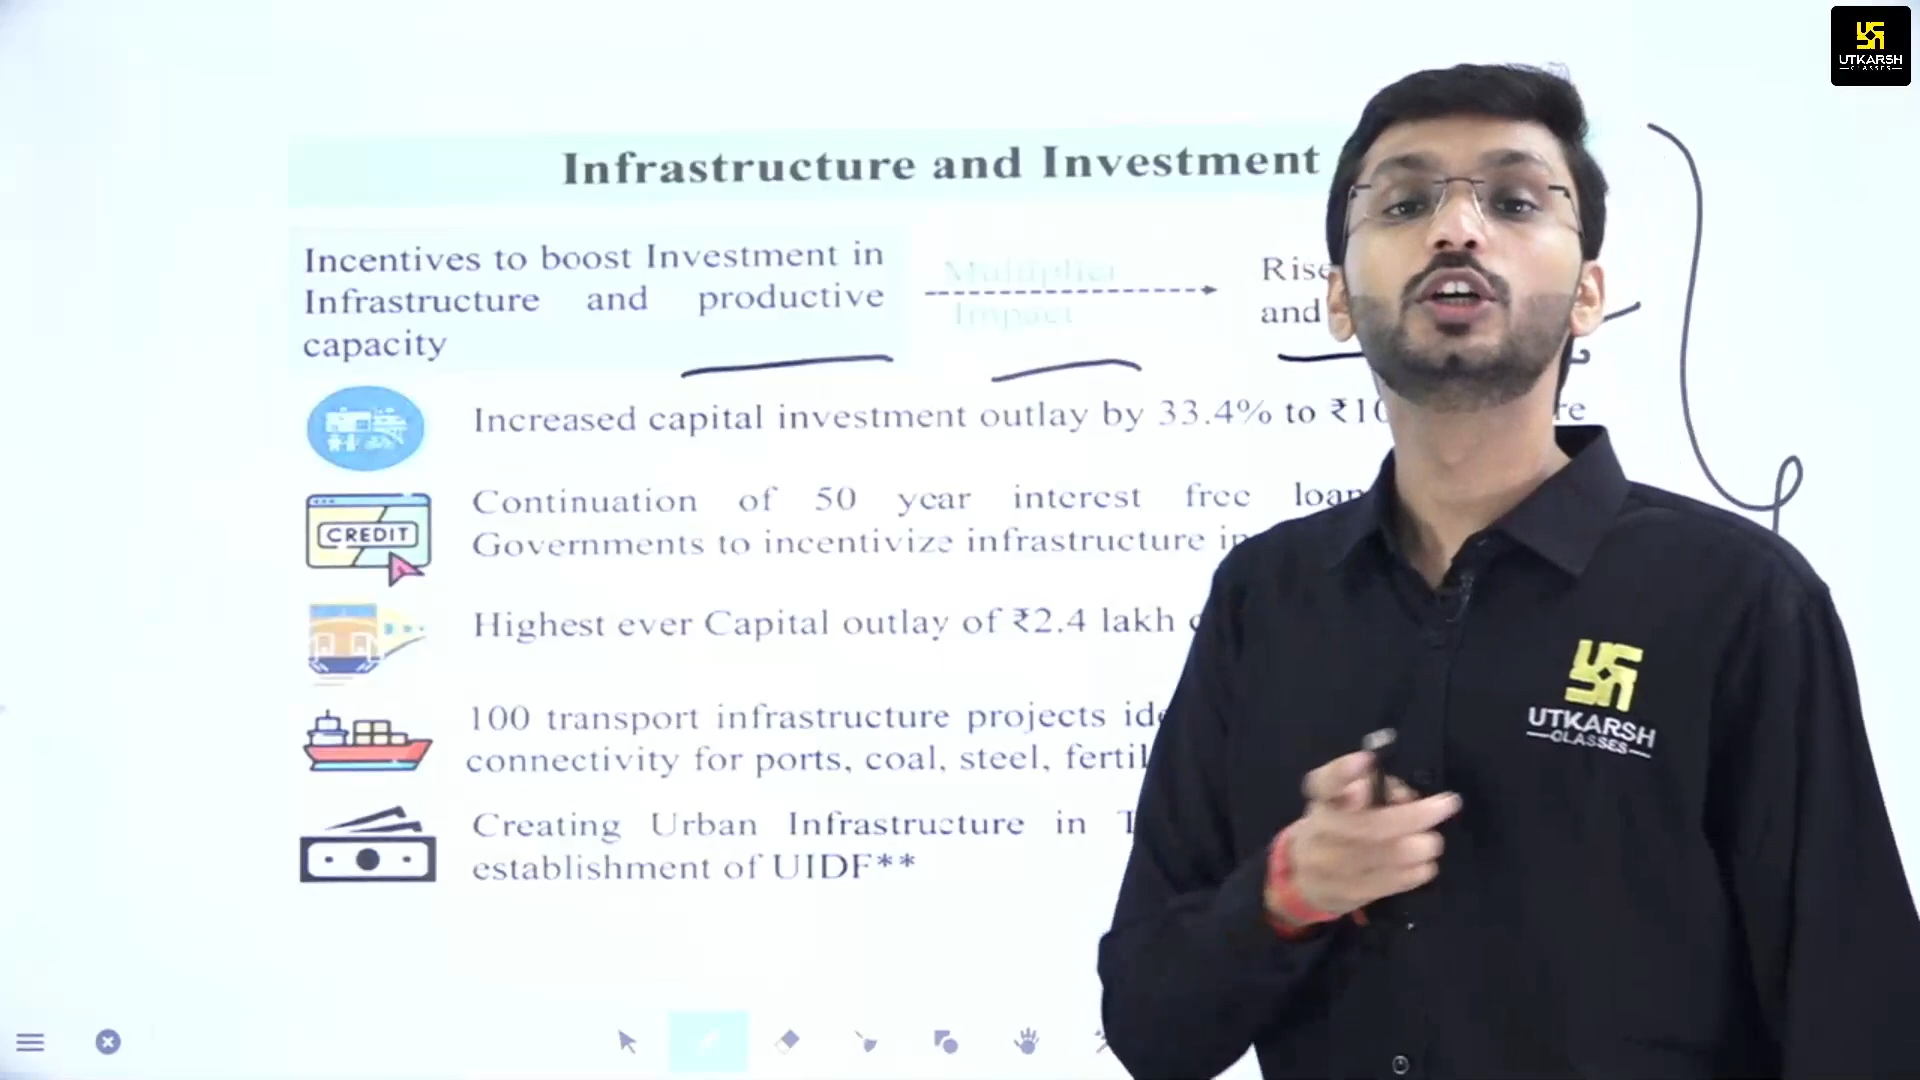 UTKARSH
CLASSES
Infrastructure and Investment
Incentives to boost Investment in
Infrastructure and productive
capacity
Multiplier
Impact
Rise
and
Increased capital investment outlay by 33.4% to ₹10
CREDIT
Continuation of 50 year interest free loan
Governments to incentivize infrastructure in
Highest ever Capital outlay of ₹2.4 lakh
100 transport infrastructure projects
connectivity for ports, coal, steel,
Creating Urban Infrastructure in
establishment of UIDF**
UTKARSH
CLASSES